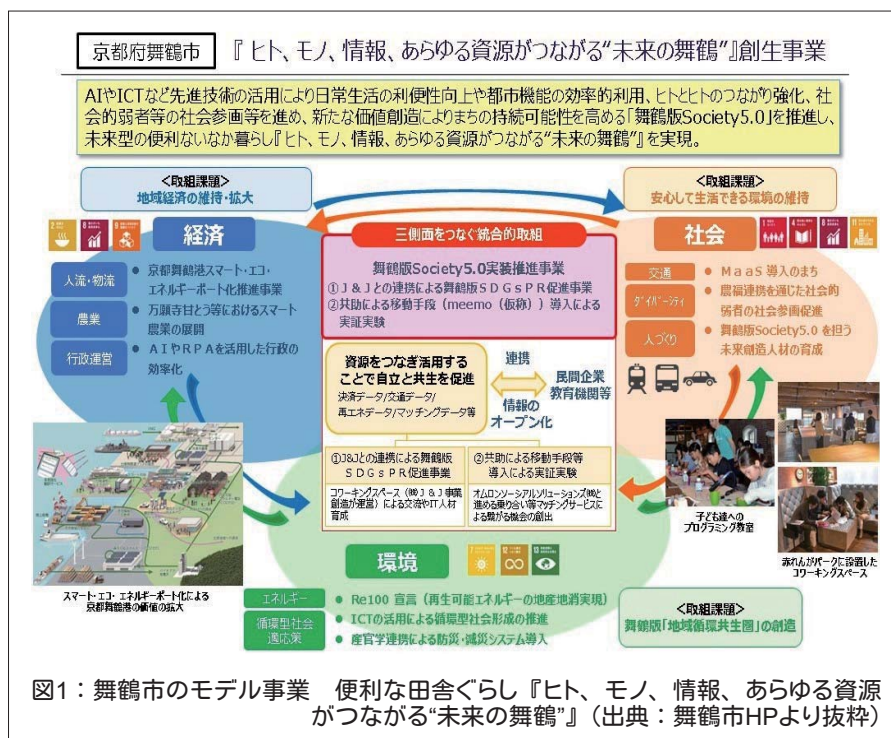 京都府舞鶴市
『ヒト、モノ、情報、あらゆる資源がつながる“未来の舞鶴”』創生事業
AIやICTなど先進技術の活用により日常生活の利便性向上や都市機能の効率的利用、ヒトとヒトのつながり強化、社
会的弱者等の社会参画等を進め、新たな価値創造によりまちの持続可能性を高める「舞鶴版Society5.0」を推進し、
未来型の便利ないなか暮らし『ヒト、モノ、情報、あらゆる資源がつながる“未来の舞鶴”』を実現。
<取組課題>
地域経済の維持・拡大
<取組課題>
安心して生活できる環境の維持
経済
人流・物流
● 京都舞鶴港スマート・エコ・
エネルギーポート化推進事業
農業
● 万願寺甘とう等におけるスマート
農業の展開
行政運営
● AIやRPAを活用した行政の
効率化
三側面をつなぐ統合的取組
舞鶴版Society5.0実装推進事業
①J&Jとの連携による舞鶴版SDGsPR促進事業
②共助による移動手段(meemo(仮称))導入による
実証実験
資源をつなぎ活用する
ことで自立と共生を促進
決済データ/交通データ/
再エネデータ/マッチングデータ等
連携
情報の
オープン化
民間企業
教育機関等
①J&Jとの連携による舞鶴版
SDGsPR促進事業
コワーキングスペース(㈱J&J事業
創造が運営)による交流やIT人材
育成
②共助による移動手段等
導入による実証実験
オムロンソーシアルソリューションズ㈱と
進める乗り合い等マッチングサービスに
よる繋がる機会の創出
社会
交通
● MaaS導入のまち
ダイバーシティ
● 農福連携を通じた社会的
弱者の社会参画促進
人づくり
● 舞鶴版Society5.0を担う
未来創造人材の育成
スマート・エコ・エネルギーポート化による
京都舞鶴港の価値の拡大
子ども達への
プログラミング教室
赤れんがパークに設置した
コワーキングスペース
環境
エネルギー
● Re100宣言(再生可能エネルギーの地産地消実現)
循環型社会
適応策
● ICTの活用による循環型社会形成の推進
● 産官学連携による防災・減災システム導入
<取組課題>
舞鶴版「地域循環共生圏」の創造
図1:舞鶴市のモデル事業 便利な田舎ぐらし『ヒト、モノ、情報、あらゆる資源
がつながる“未来の舞鶴”』(出典:舞鶴市HPより抜粋)